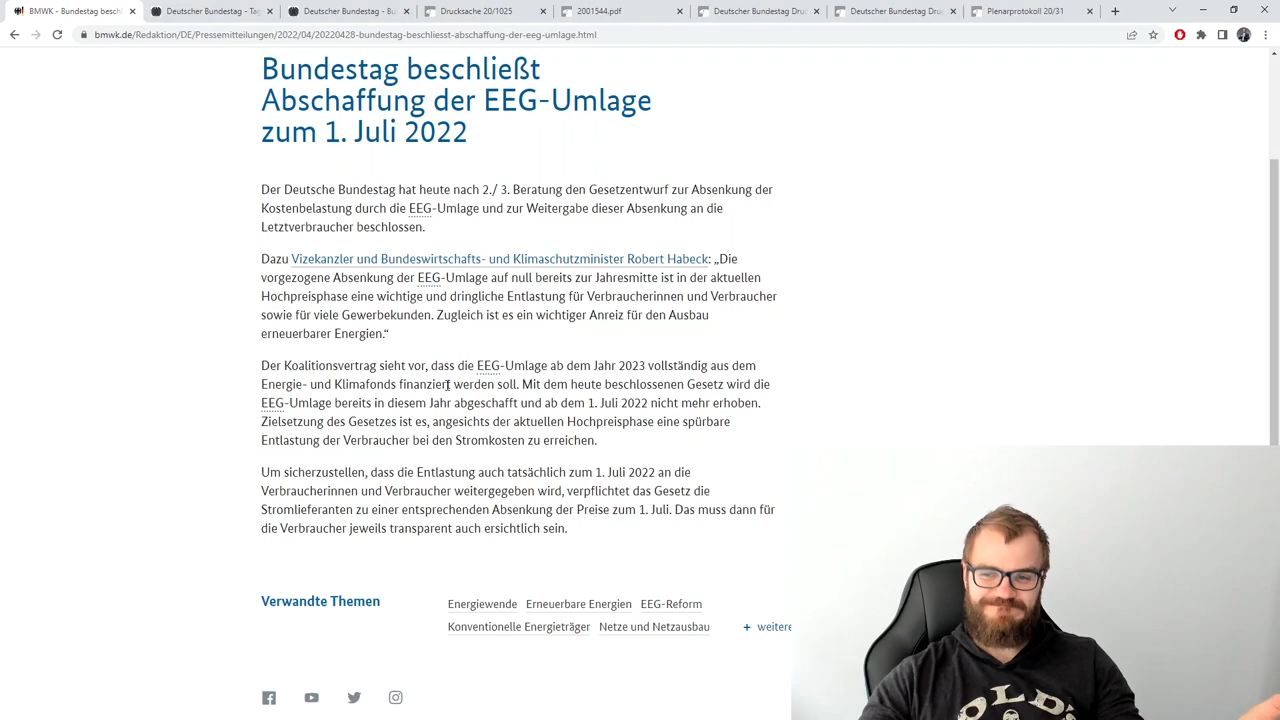 BMWK - Bundestag besch
Deutscher Bundestag - Tag
Deutscher Bundestag - Bu
Drucksache 20/1025
2001544.pdf
Deutscher Bundestag Dru
Deutscher Bundestag Dru
Plenarprotokoll 20/31
bmwk.de/Redaktion/DE/Pressemitteilungen/2022/04/20220428-bundestag-beschliesst-abschaffung-der-eeg-umlage.html
Bundestag beschließt
Abschaffung der EEG-Umlage
zum 1. Juli 2022
Der Deutsche Bundestag hat heute nach 2./ 3. Beratung den Gesetzentwurf zur Absenkung der
Kostenbelastung durch die EEG-Umlage und zur Weitergabe dieser Absenkung an die
Letztverbraucher beschlossen.
Dazu Vizekanzler und Bundeswirtschafts- und Klimaschutzminister Robert Habeck: „Die
vorgezogene Absenkung der EEG-Umlage auf null bereits zur Jahresmitte ist in der aktuellen
Hochpreisphase eine wichtige und dringliche Entlastung für Verbraucherinnen und Verbraucher
sowie für viele Gewerbekunden. Zugleich ist es ein wichtiger Anreiz für den Ausbau
erneuerbarer Energien.“
Der Koalitionsvertrag sieht vor, dass die EEG-Umlage ab dem Jahr 2023 vollständig aus dem
Energie- und Klimafonds finanziert werden soll. Mit dem heute beschlossenen Gesetz wird die
EEG-Umlage bereits in diesem Jahr abgeschafft und ab dem 1. Juli 2022 nicht mehr erhoben.
Zielsetzung des Gesetzes ist es, angesichts der aktuellen Hochpreisphase eine spürbare
Entlastung der Verbraucher bei den Stromkosten zu erreichen.
Um sicherzustellen, dass die Entlastung auch tatsächlich zum 1. Juli 2022 an die
Verbraucherinnen und Verbraucher weitergegeben wird, verpflichtet das Gesetz die
Stromlieferanten zu einer entsprechenden Absenkung der Preise zum 1. Juli. Das muss dann für
die Verbraucher jeweils transparent auch ersichtlich sein.
Verwandte Themen
Energiewende Erneuerbare Energien EEG-Reform
Konventionelle Energieträger Netze und Netzausbau + weitere
GOLD'S